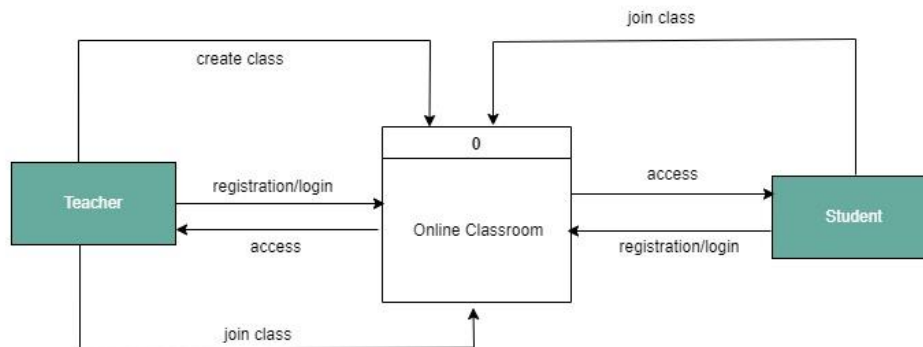 join class
create class
0
registration/login
access
Teacher
Student
Online Classroom
access
registration/login
join class